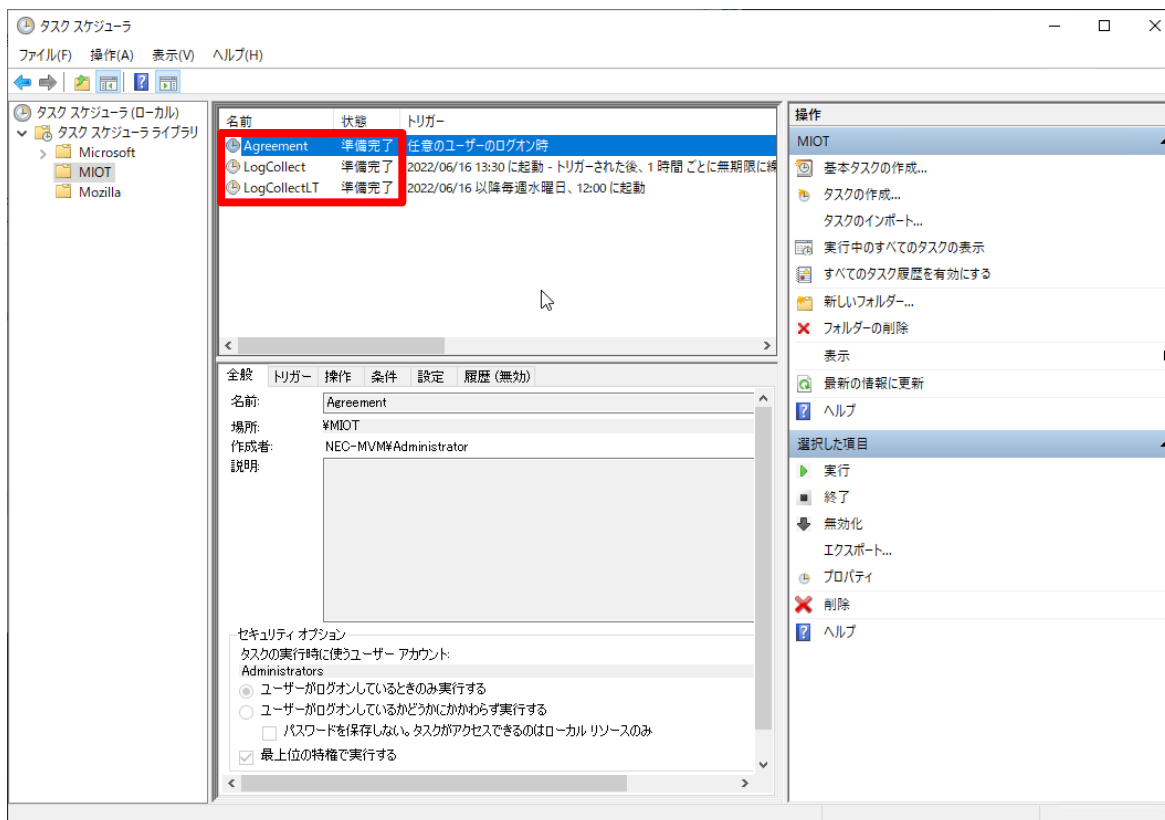 タスク スケジューラ
ファイル(F) 操作(A) 表示(V) ヘルプ(H)
タスク スケジューラ (ローカル)
タスク スケジューラ ライブラリ
Microsoft
MIOT
Mozilla
名前 状態 トリガー
Agreement 準備完了 任意のユーザーのログオン時
LogCollect 準備完了 2022/06/16 13:30 に起動 - トリガーされた後、1 時間 ごとに無期限に繰
LogCollectLT 準備完了 2022/06/16 以降毎週水曜日、12:00 に起動
全般 トリガー 操作 条件 設定 履歴 (無効)
名前: Agreement
場所: ¥MIOT
作成者: NEC-MVM¥Administrator
説明:
セキュリティ オプション
タスクの実行時に使うユーザー アカウント:
Administrators
ユーザーがログオンしているときのみ実行する
ユーザーがログオンしているかどうかにかかわらず実行する
パスワードを保存しない。タスクがアクセスできるのはローカル リソースのみ
最上位の特権で実行する
操作
MIOT
基本タスクの作成...
タスクの作成...
タスクのインポート...
実行中のすべてのタスクの表示
すべてのタスク履歴を有効にする
新しいフォルダー...
フォルダーの削除
表示
最新の情報に更新
ヘルプ
選択した項目
実行
終了
無効化
エクスポート...
プロパティ
削除
ヘルプ